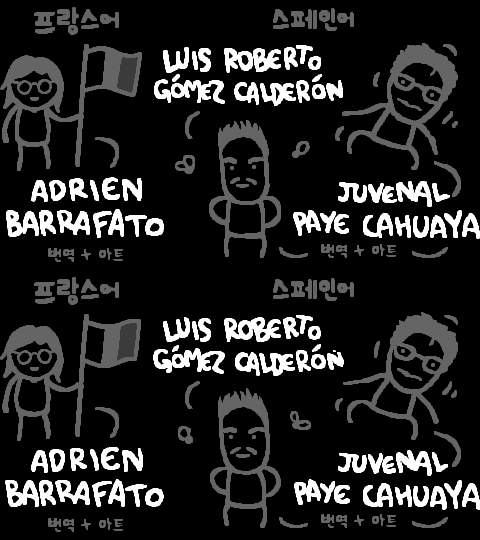 프랑스어
스페인어
LUIS ROBERTO
GÓMEZ CALDERÓN
ADRIEN
BARRAFATO
번역 + 아트
JUVENAL
PAYE CAHUAYA
번역 + 아트
프랑스어
스페인어
LUIS ROBERTO
GÓMEZ CALDERÓN
ADRIEN
BARRAFATO
번역 + 아트
JUVENAL
PAYE CAHUAYA
번역 + 아트